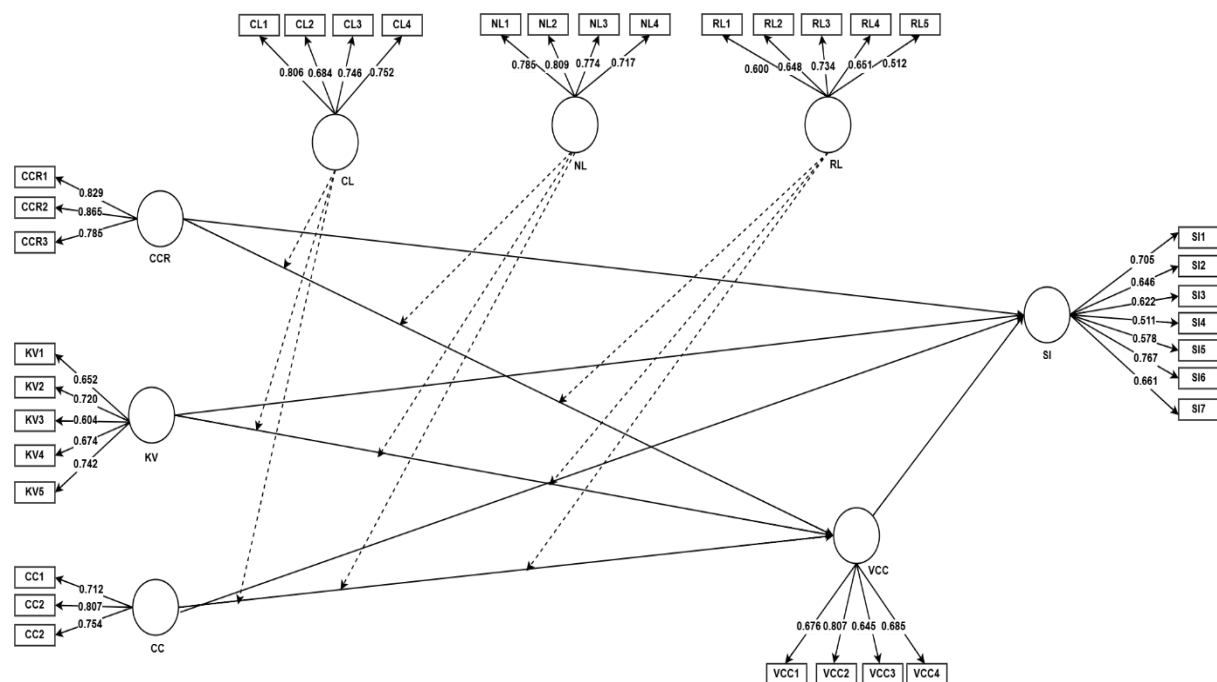 CL1 CL2 CL3 CL4
0.806 0.684 0.746 0.752
CL
NL1 NL2 NL3 NL4
0.785 0.809 0.774 0.717
NL
RL1 RL2 RL3 RL4 RL5
0.600 0.648 0.734 0.651 0.512
RL
CCR1
0.829
CCR2
0.865
CCR3
0.785
CCR
KV1
0.652
KV2
0.720
KV3
0.604
KV4
0.674
KV5
0.742
KV
CC1
0.712
CC2
0.807
CC2
0.754
CC
SI1
0.705
SI2
0.646
SI3
0.622
SI4
0.511
SI5
0.578
SI6
0.767
SI7
0.661
SI
VCC
0.676 0.807 0.645 0.685
VCC1 VCC2 VCC3 VCC4